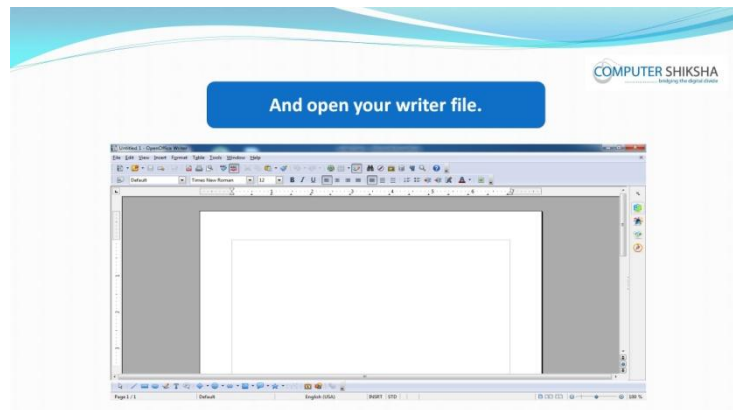 COMPUTER SHIKSHA
bridging the digital divide
And open your writer file.
Untitled 1 - OpenOffice Writer
File Edit View Insert Format Table Tools Window Help
Default Times New Roman 12 B I U
Page 1 / 1 Default English (USA) INSRT STD 100 %